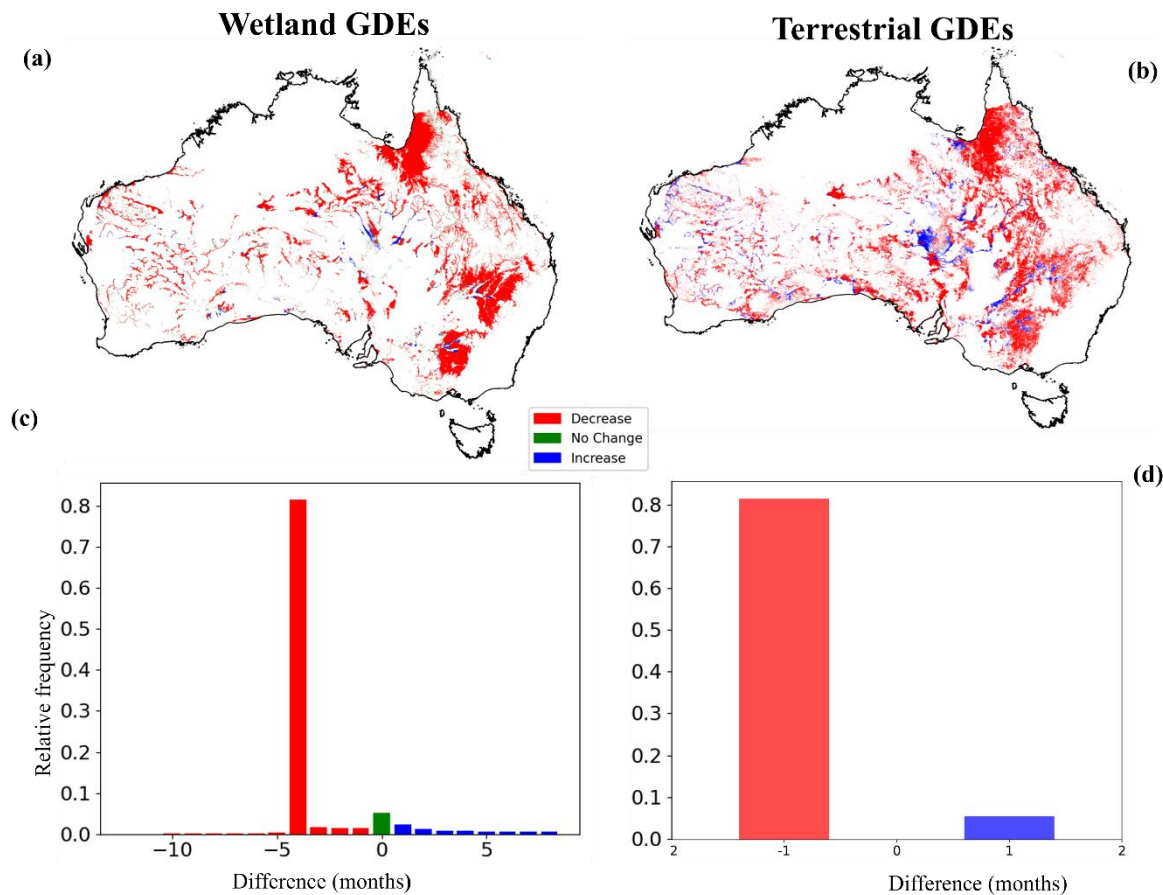 Wetland GDEs
Terrestrial GDEs
(a)
(b)
(c)
Decrease
No Change
Increase
(d)
0.8
0.7
0.6
0.5
0.4
0.3
0.2
0.1
0.0
Relative frequency
−10
−5
0
5
Difference (months)
0.8
0.7
0.6
0.5
0.4
0.3
0.2
0.1
0.0
2
-1
0
1
2
Difference (months)